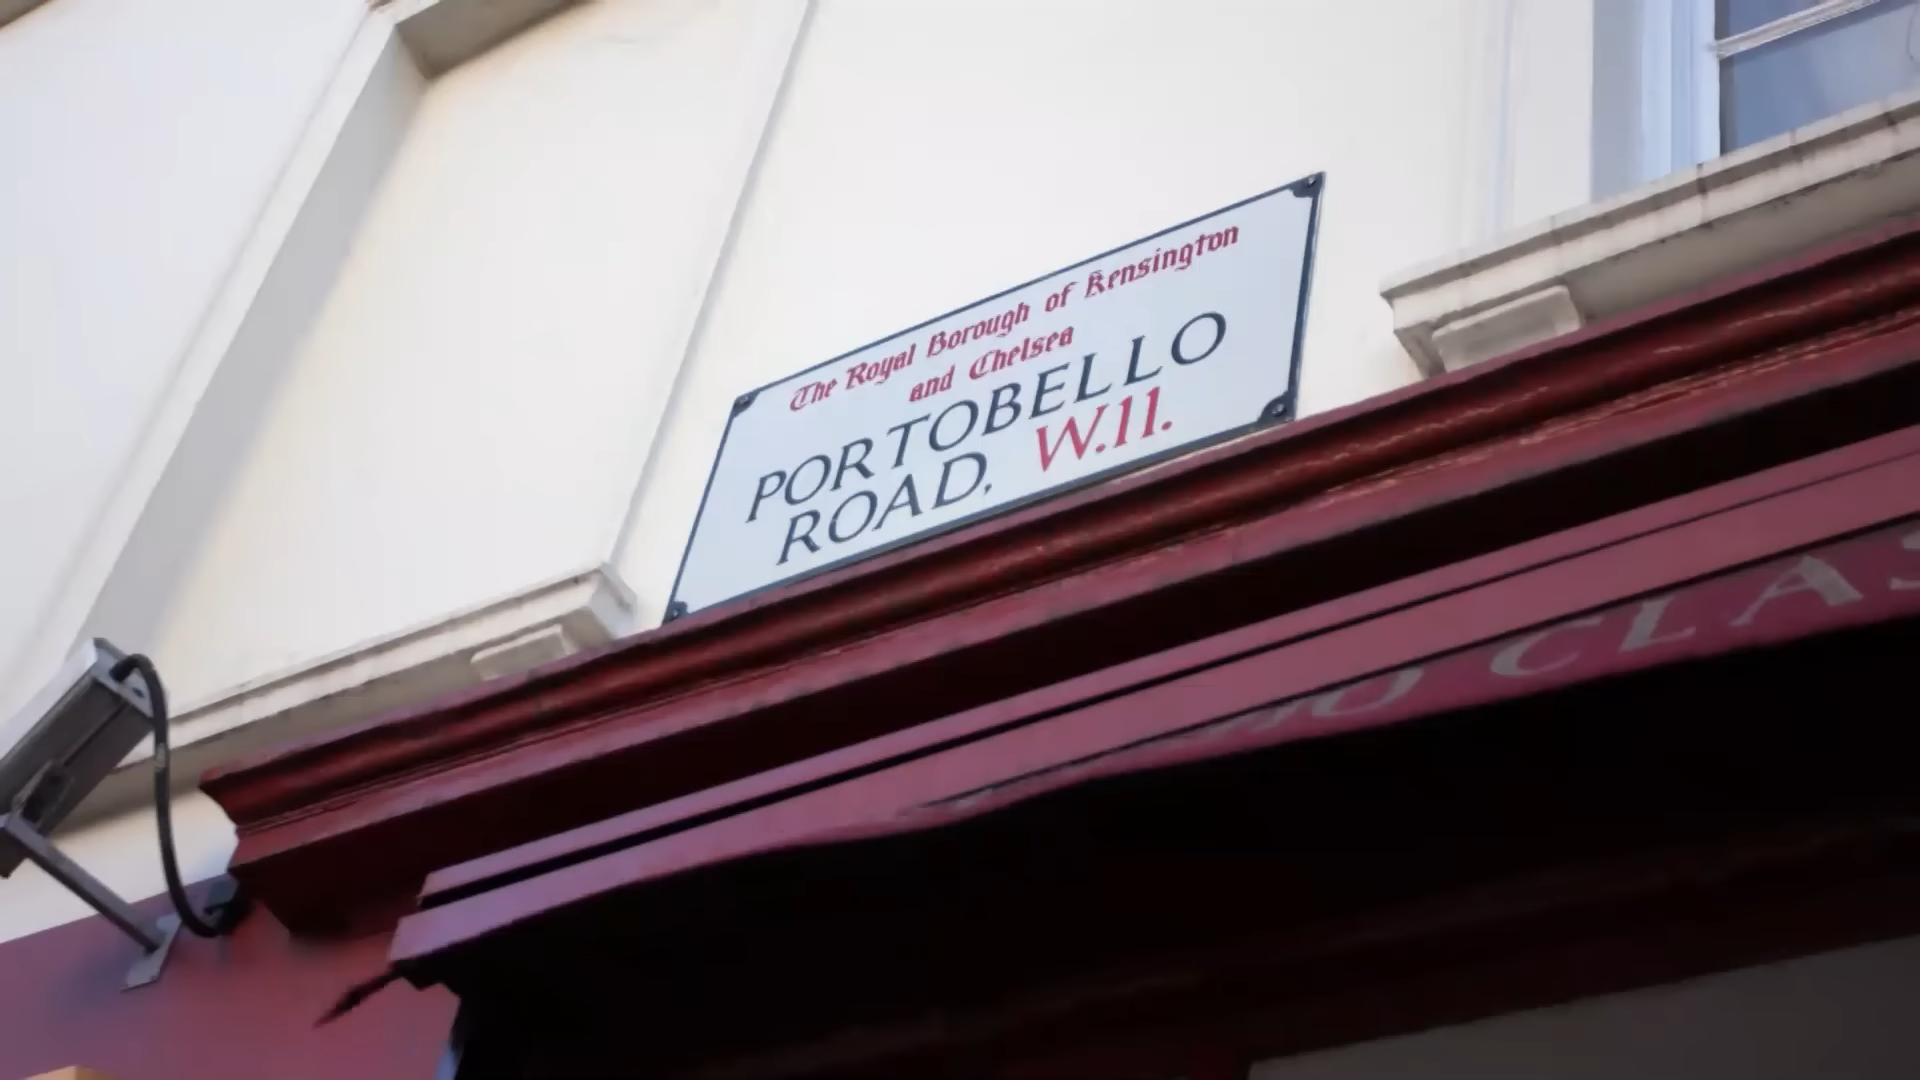 The Royal Borough of Kensington
and Chelsea
PORTOBELLO
ROAD, W.11.